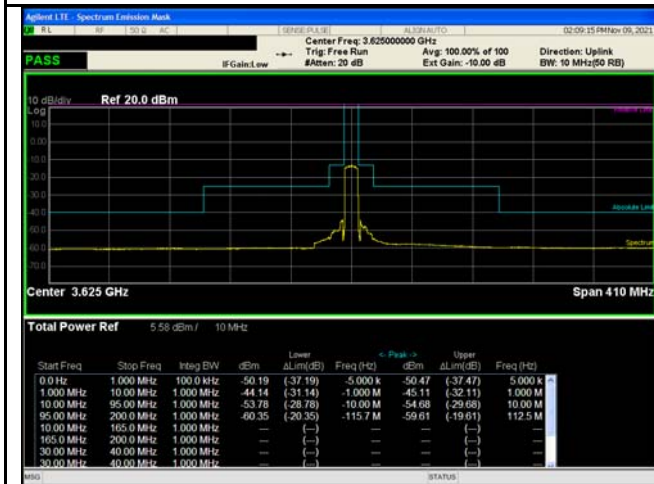 Agilent LTE - Spectrum Emission Mask
RL RF 50 Ω AC SENSE:PULSE ALIGN AUTO 02:09:15 PM Nov 09, 2021
Center Freq: 3.625000000 GHz
Trig: Free Run Avg: 100.00% of 100 Direction: Uplink
PASS IFGain:Low #Atten: 20 dB Ext Gain: -10.00 dB BW: 10 MHz(50 RB)
10 dB/div Ref 20.0 dBm
Log
10.0
0.00
10.0
20.0
30.0
40.0
Absolute Limit
50.0
60.0
Spectrum
70.0
Center 3.625 GHz Span 410 MHz
Total Power Ref 5.58 dBm / 10 MHz
Lower <- Peak -> Upper
Start Freq Stop Freq Integ BW dBm ΔLim(dB) Freq (Hz) dBm ΔLim(dB) Freq (Hz)
0.0 Hz 1.000 MHz 100.0 kHz -50.19 (-37.19) -5.000 k -50.47 (-37.47) 5.000 k
1.000 MHz 10.00 MHz 1.000 MHz -44.14 (-31.14) -1.000 M -45.11 (-32.11) 1.000 M
10.00 MHz 95.00 MHz 1.000 MHz -53.78 (-28.78) -10.00 M -54.68 (-29.68) 10.00 M
95.00 MHz 200.0 MHz 1.000 MHz -60.35 (-20.35) -115.7 M -59.61 (-19.61) 112.5 M
10.00 MHz 165.0 MHz 1.000 MHz --- (---) --- --- (---) ---
165.0 MHz 200.0 MHz 1.000 MHz --- (---) --- --- (---) ---
30.00 MHz 40.00 MHz 1.000 MHz --- (---) --- --- (---) ---
30.00 MHz 40.00 MHz 1.000 MHz --- (---) --- --- (---) ---
MSG STATUS